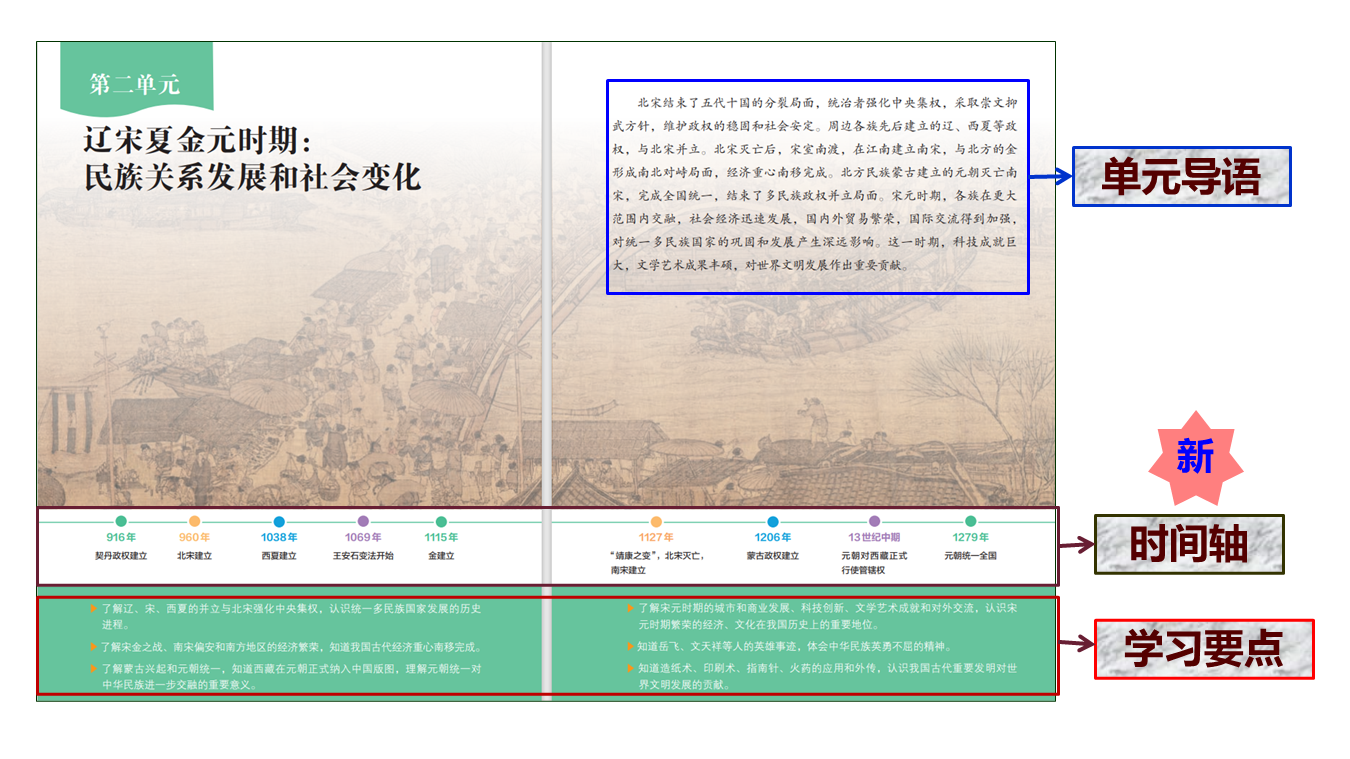 第二单元
辽宋夏金元时期：
民族关系发展和社会变化
北宋结束了五代十国的分裂局面，统治者强化中央集权，采取崇文抑
武方针，维护政权的稳固和社会安定。周边各族先后建立的辽、西夏等政
权，与北宋并立。北宋灭亡后，宋室南渡，在江南建立南宋，与北方的金
形成南北对峙局面，经济重心南移完成。北方民族蒙古建立的元朝灭亡南
宋，完成全国统一，结束了多民族政权并立局面。宋元时期，各族在更大
范围内交融，社会经济迅速发展，国内外贸易繁荣，国际交流得到加强，
对统一多民族国家的巩固和发展产生深远影响。这一时期，科技成就巨
大，文学艺术成果丰硕，对世界文明发展作出重要贡献。
单元导语
新
时间轴
916年
契丹政权建立
960年
北宋建立
1038年
西夏建立
1069年
王安石变法开始
1115年
金建立
1127年
“靖康之变”，北宋灭亡，
南宋建立
1206年
蒙古政权建立
13世纪中期
元朝对西藏正式
行使管辖权
1279年
元朝统一全国
了解辽、宋、西夏的并立与北宋强化中央集权，认识统一多民族国家发展的历史
进程。
了解宋金之战、南宋偏安和南方地区的经济繁荣，知道我国古代经济重心南移完成。
了解蒙古兴起和元朝统一，知道西藏在元朝正式纳入中国版图，理解元朝统一对
中华民族进一步交融的重要意义。
了解宋元时期的城市和商业发展、科技创新、文学艺术成就和对外交流，认识宋
元时期繁荣的经济、文化在我国历史上的重要地位。
知道岳飞、文天祥等人的英雄事迹，体会中华民族英勇不屈的精神。
知道造纸术、印刷术、指南针、火药的应用和外传，认识我国古代重要发明对世
界文明发展的贡献。
学习要点